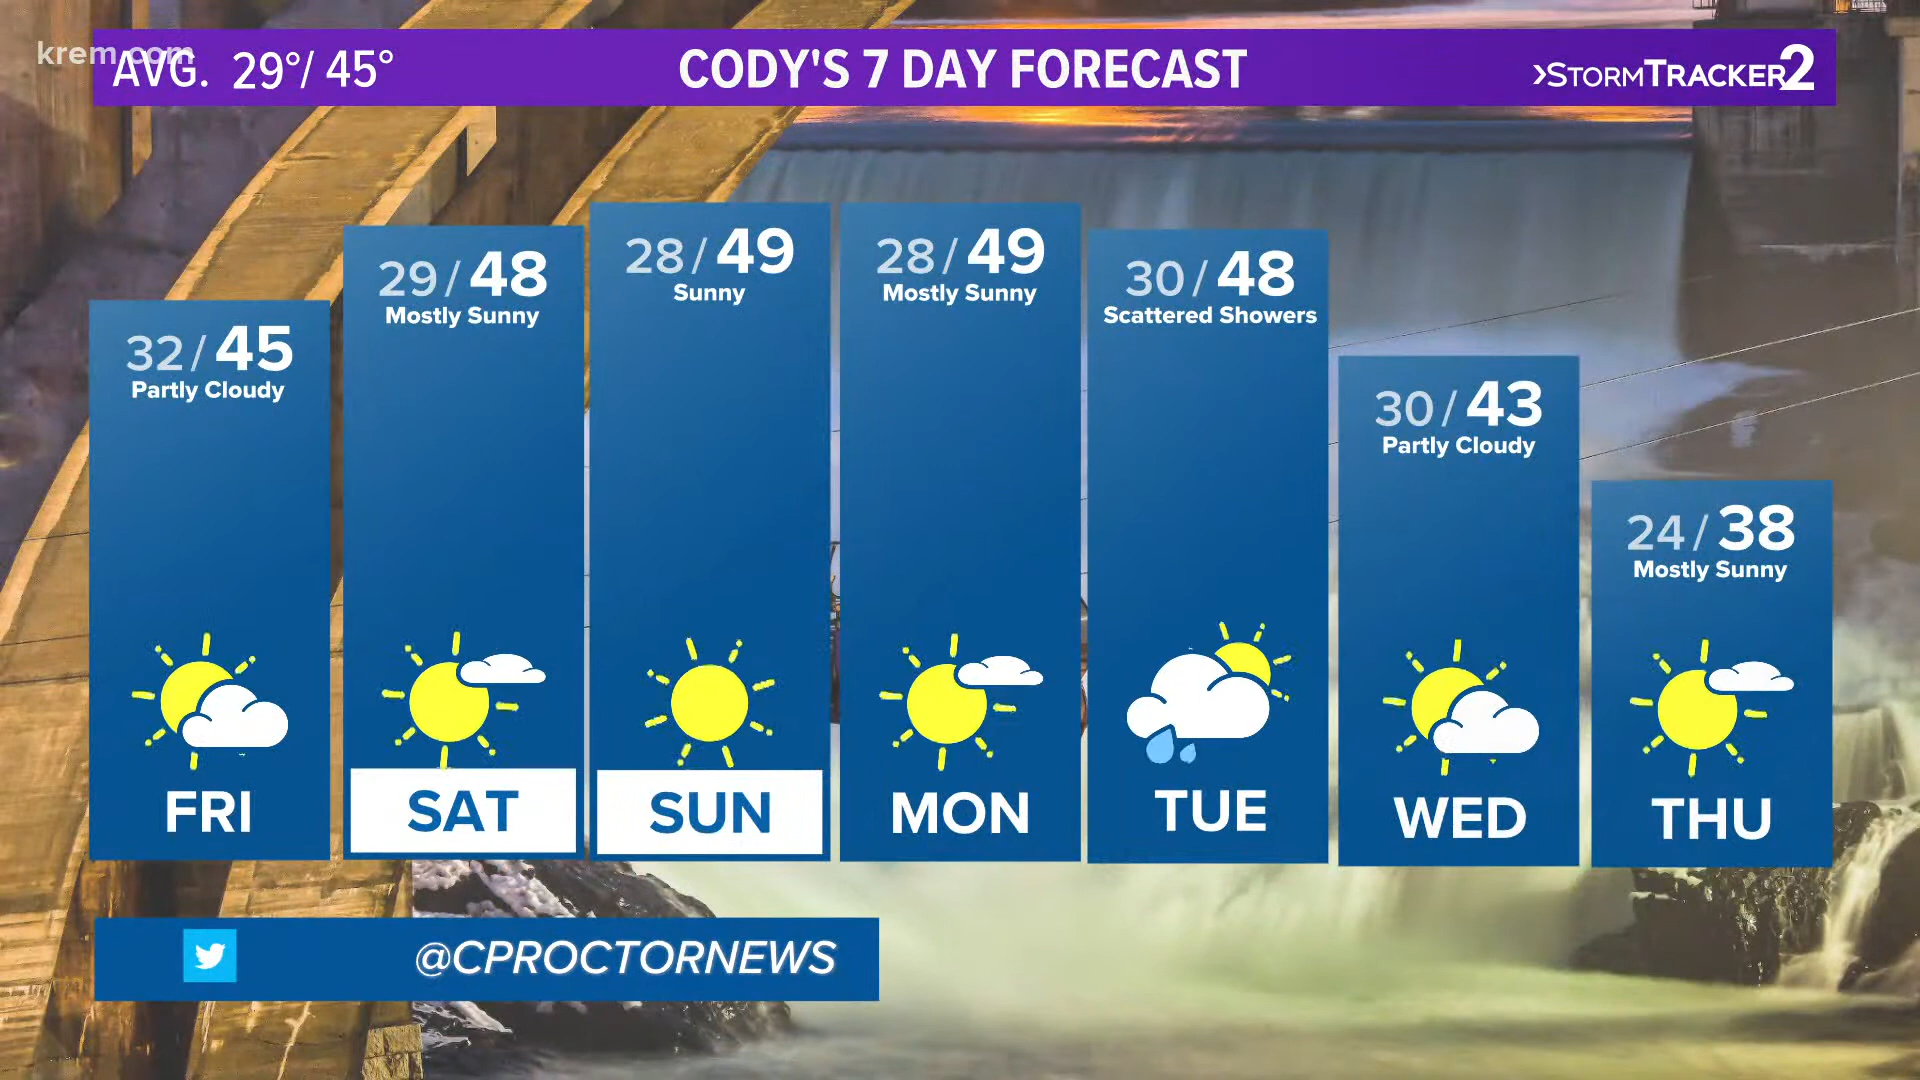 krem.com
AVG. 29°/ 45°
CODY'S 7 DAY FORECAST
›STORMTRACKER2
32/45
Partly Cloudy
FRI
29/48
Mostly Sunny
SAT
28/49
Sunny
SUN
28/49
Mostly Sunny
MON
30/48
Scattered Showers
TUE
30/43
Partly Cloudy
WED
24/38
Mostly Sunny
THU
@CPROCTORNEWS